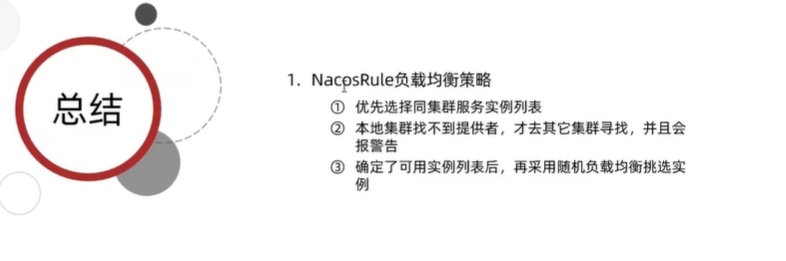 总结
1. NacosRule负载均衡策略
① 优先选择同集群服务实例列表
② 本地集群找不到提供者，才去其它集群寻找，并且会
报警告
③ 确定了可用实例列表后，再采用随机负载均衡挑选实
例